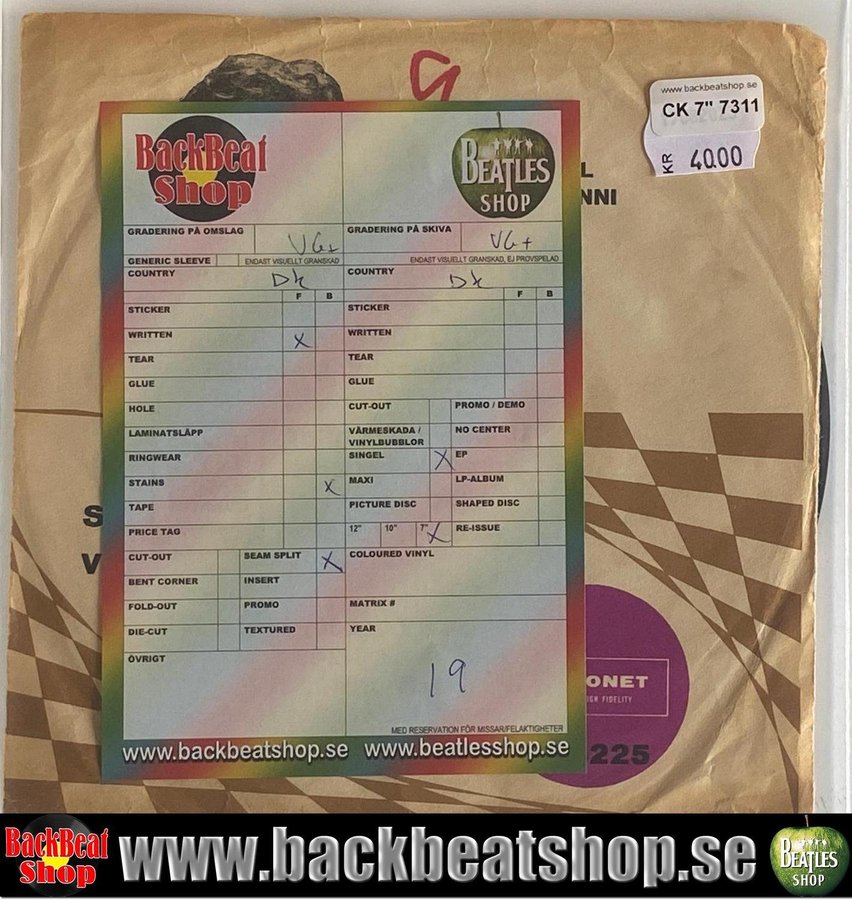 G
www.backbeatshop.se
CK 7" 7311
KR 4000
L
NNI
BackBeat
Shop
BEATLES
SHOP
GRADERING PÅ OMSLAG VG+
GRADERING PÅ SKIVA VG+
GENERIC SLEEVE ENDAST VISUELLT GRANSKAD
ENDAST VISUELLT GRANSKAD, EJ PROVSPELAD
COUNTRY DK
COUNTRY DK
F B
F B
STICKER
STICKER
WRITTEN X
WRITTEN
TEAR
TEAR
GLUE
GLUE
HOLE
CUT-OUT PROMO / DEMO
LAMINATSLÄPP
VÄRMESKADA /
VINYLBUBBLOR
NO CENTER
RINGWEAR
SINGEL X EP
STAINS X
MAXI LP-ALBUM
TAPE
PICTURE DISC SHAPED DISC
PRICE TAG
12" 10" 7" X RE-ISSUE
CUT-OUT SEAM SPLIT X
COLOURED VINYL
BENT CORNER INSERT
FOLD-OUT PROMO
MATRIX #
DIE-CUT TEXTURED
YEAR
ÖVRIGT
19
MED RESERVATION FÖR MISSAR/FELAKTIGHETER
www.backbeatshop.se www.beatlesshop.se
S
V
ONET
IGH FIDELITY
225
BackBeat
Shop
www.backbeatshop.se
BEATLES
SHOP